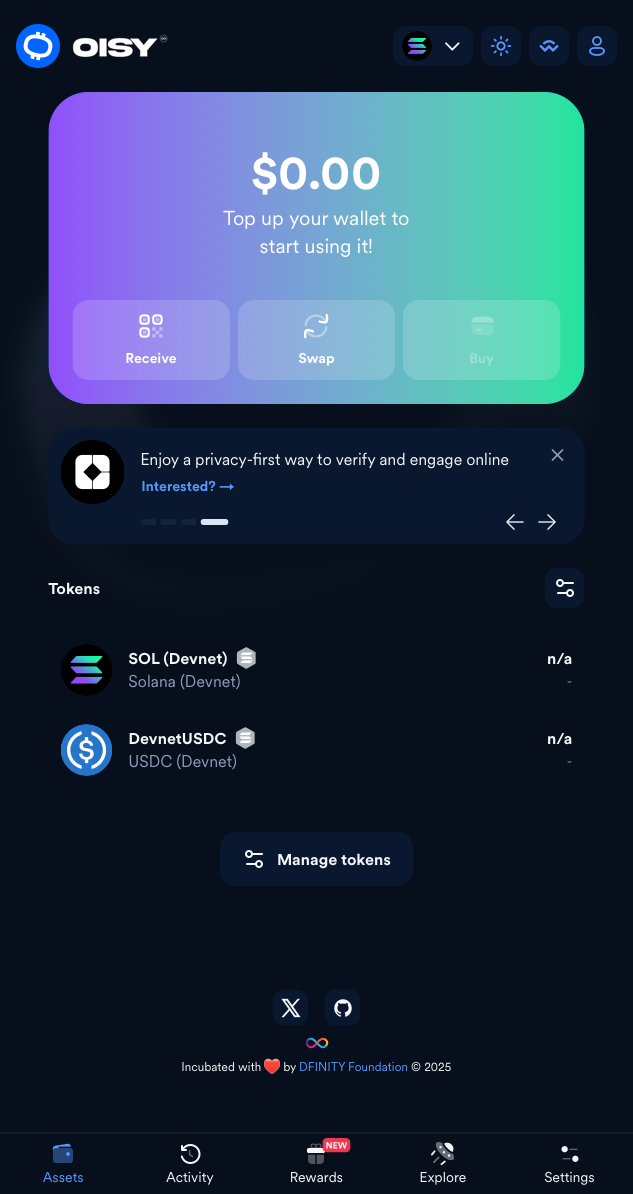 OISY
$0.00
Top up your wallet to
start using it!
Receive
Swap
Buy
Enjoy a privacy-first way to verify and engage online
Interested? →
Tokens
SOL (Devnet)
n/a
Solana (Devnet)
-
DevnetUSDC
n/a
USDC (Devnet)
-
Manage tokens
Incubated with ❤️ by DFINITY Foundation © 2025
NEW
Assets
Activity
Rewards
Explore
Settings